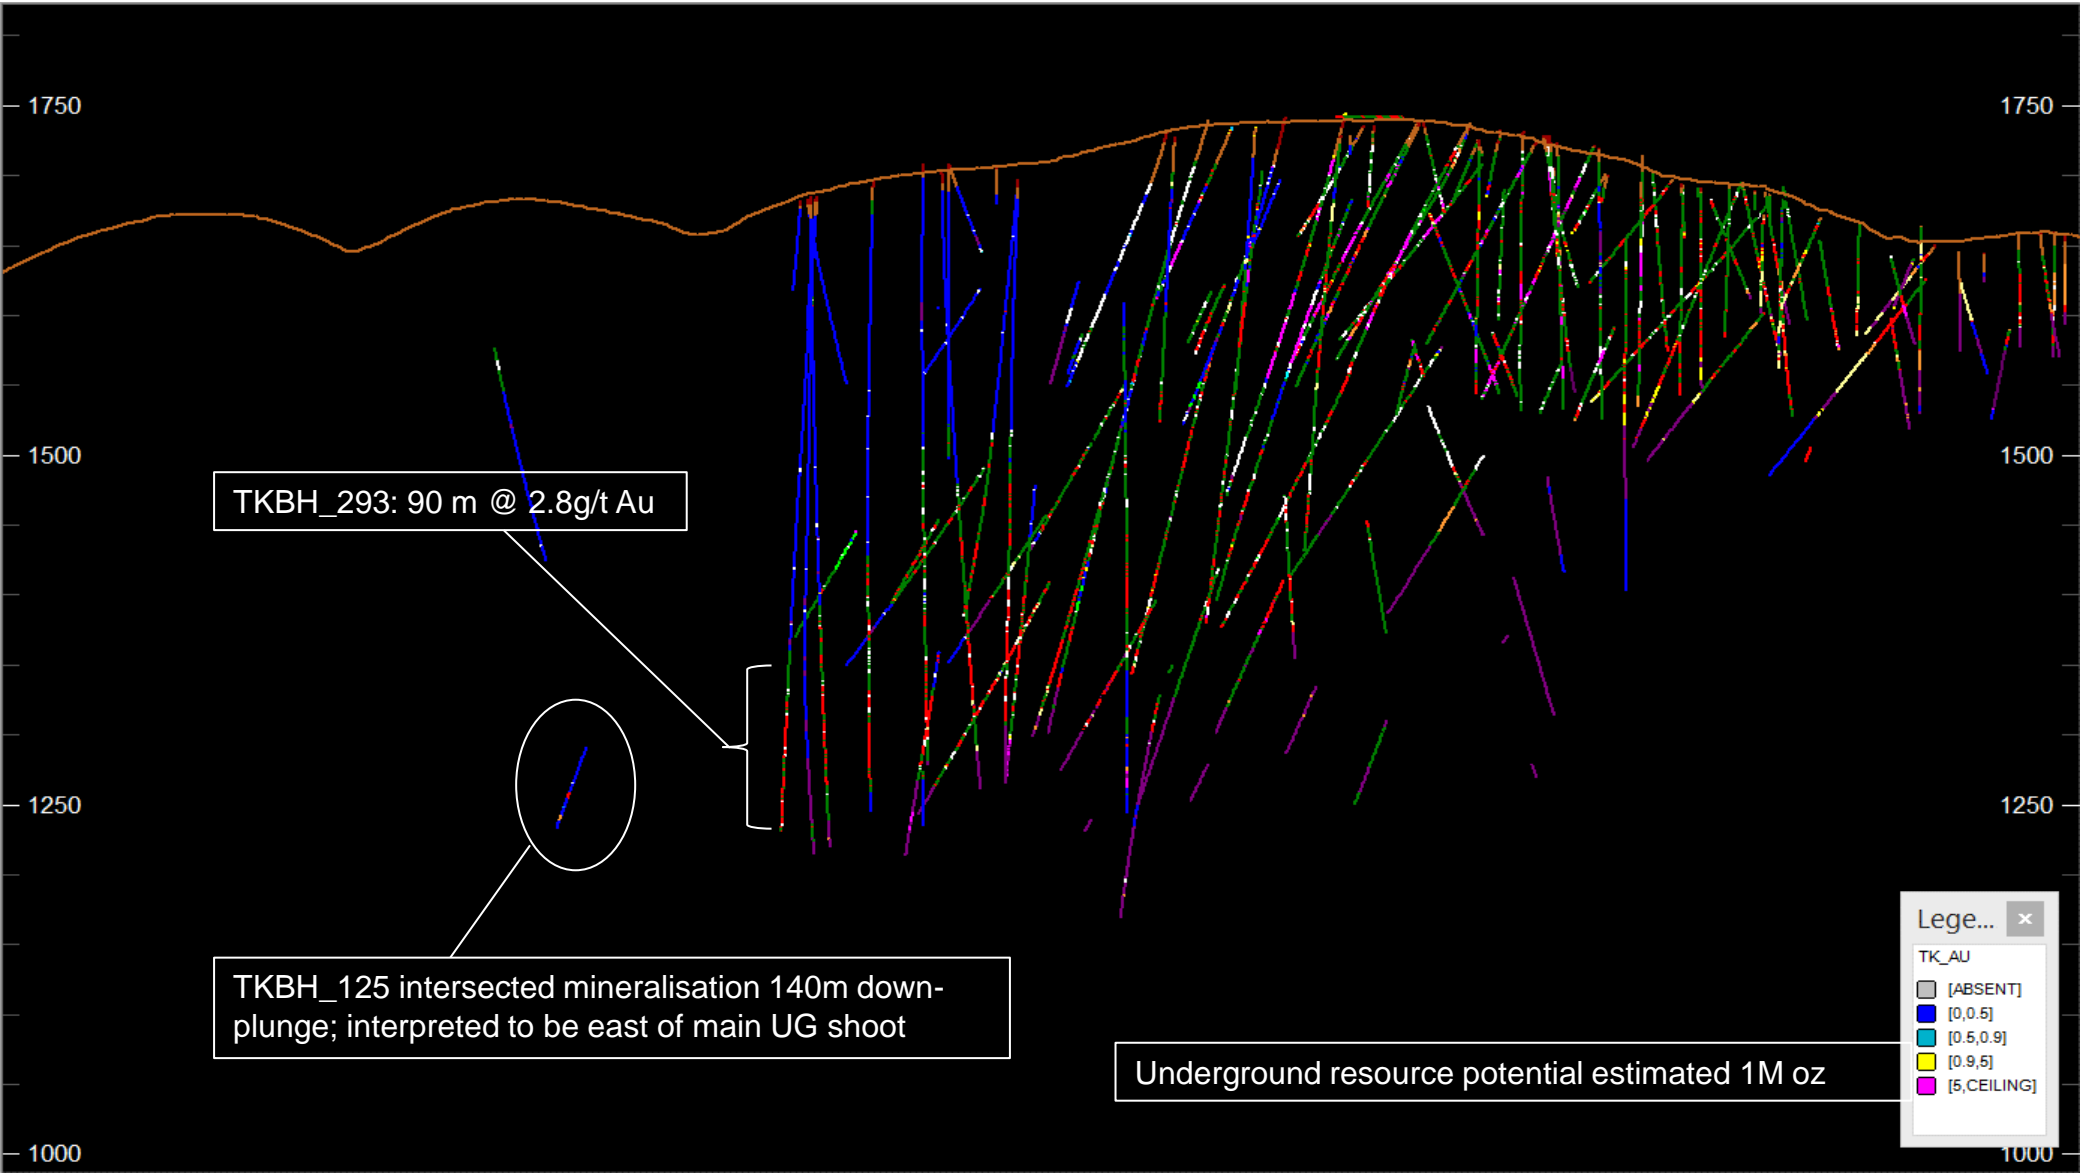 1750
1750
1500
1500
TKBH_293: 90 m @ 2.8g/t Au
1250
1250
TKBH_125 intersected mineralisation 140m down-
plunge; interpreted to be east of main UG shoot
Underground resource potential estimated 1M oz
Lege...
TK_AU
[ABSENT]
[0,0.5]
[0.5,0.9]
[0.9,5]
[5,CEILING]
1000
1000